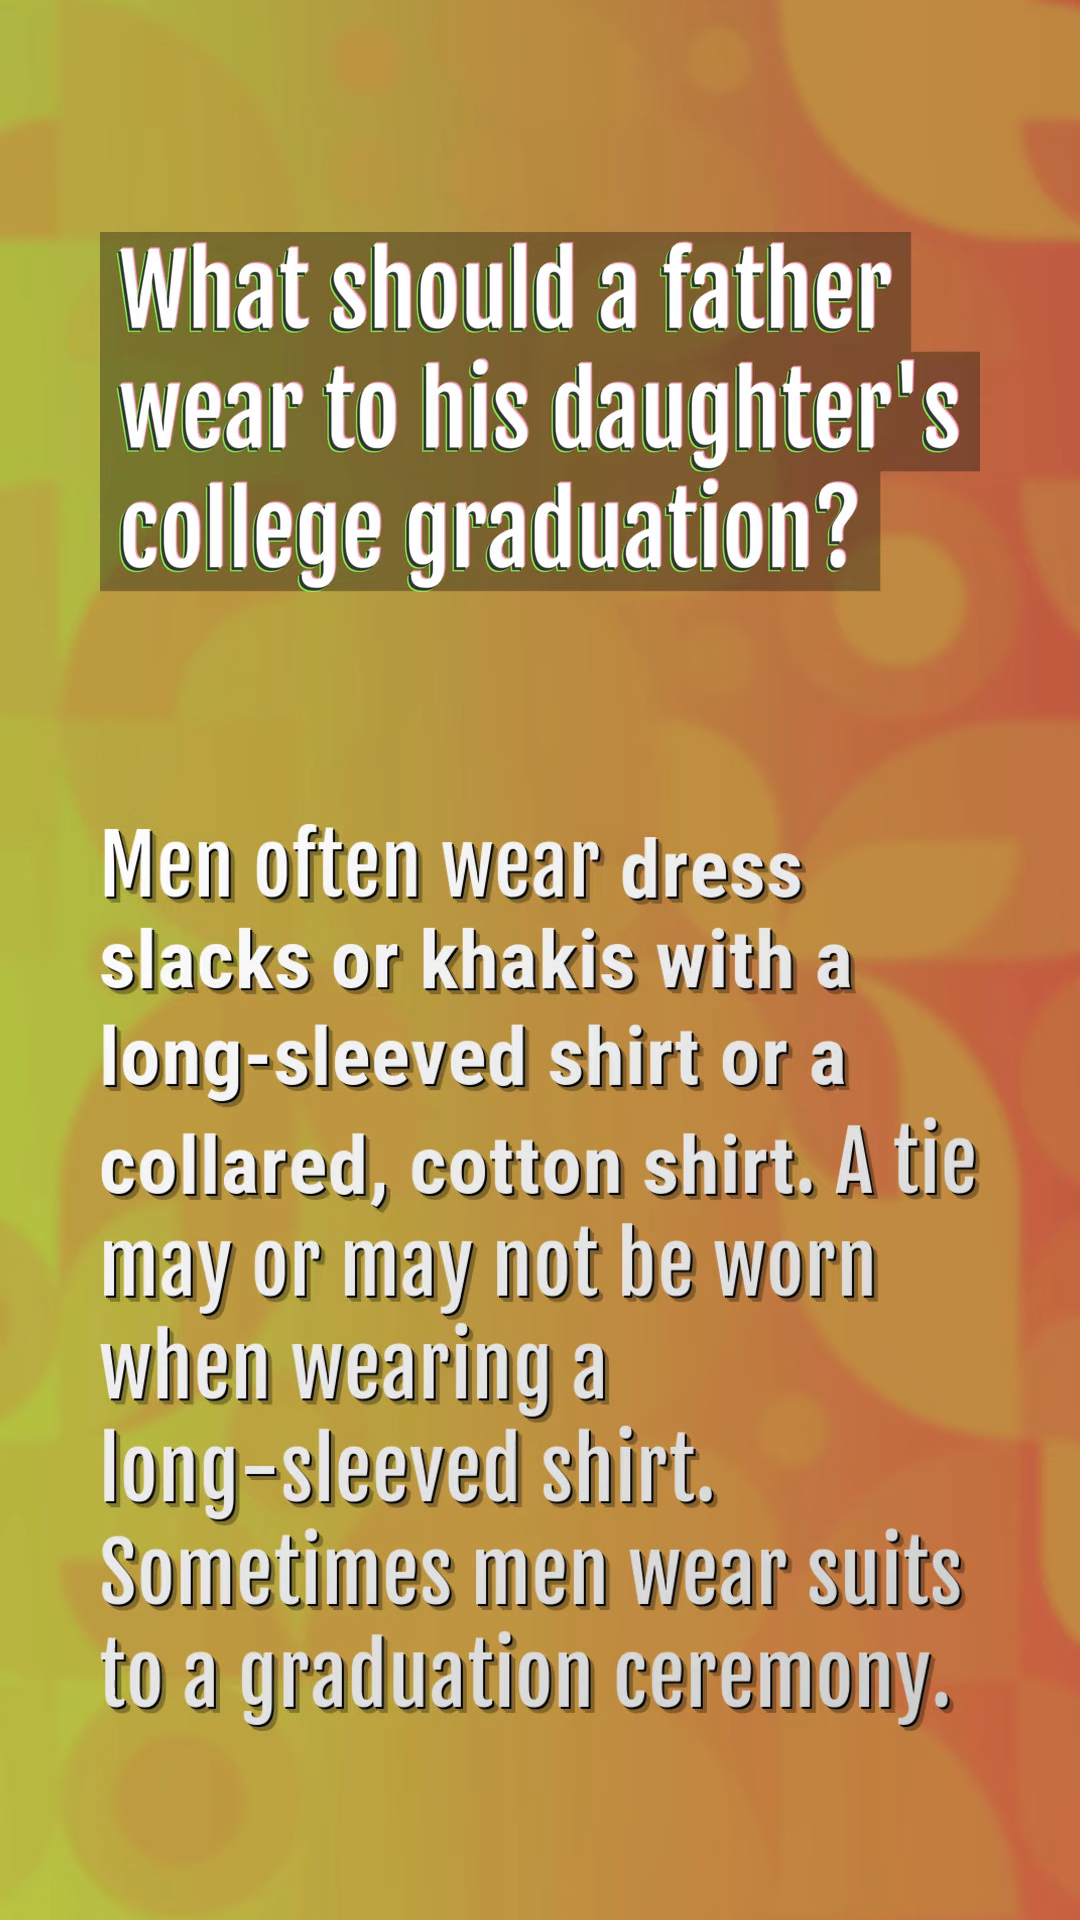 What should a father
wear to his daughter's
college graduation?
Men often wear dress
slacks or khakis with a
long-sleeved shirt or a
collared, cotton shirt. A tie
may or may not be worn
when wearing a
long-sleeved shirt.
Sometimes men wear suits
to a graduation ceremony.